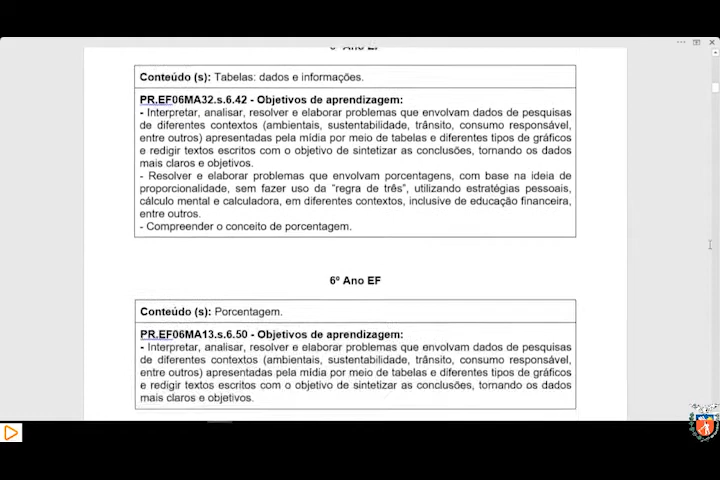 Conteúdo (s): Tabelas: dados e informações.
PR.EF06MA32.s.6.42 - Objetivos de aprendizagem:
- Interpretar, analisar, resolver e elaborar problemas que envolvam dados de pesquisas
de diferentes contextos (ambientais, sustentabilidade, trânsito, consumo responsável,
entre outros) apresentadas pela mídia por meio de tabelas e diferentes tipos de gráficos
e redigir textos escritos com o objetivo de sintetizar as conclusões, tornando os dados
mais claros e objetivos.
- Resolver e elaborar problemas que envolvam porcentagens, com base na ideia de
proporcionalidade, sem fazer uso da "regra de três", utilizando estratégias pessoais,
cálculo mental e calculadora, em diferentes contextos, inclusive de educação financeira,
entre outros.
- Compreender o conceito de porcentagem.
6º Ano EF
Conteúdo (s): Porcentagem.
PR.EF06MA13.s.6.50 - Objetivos de aprendizagem:
- Interpretar, analisar, resolver e elaborar problemas que envolvam dados de pesquisas
de diferentes contextos (ambientais, sustentabilidade, trânsito, consumo responsável,
entre outros) apresentadas pela mídia por meio de tabelas e diferentes tipos de gráficos
e redigir textos escritos com o objetivo de sintetizar as conclusões, tornando os dados
mais claros e objetivos.